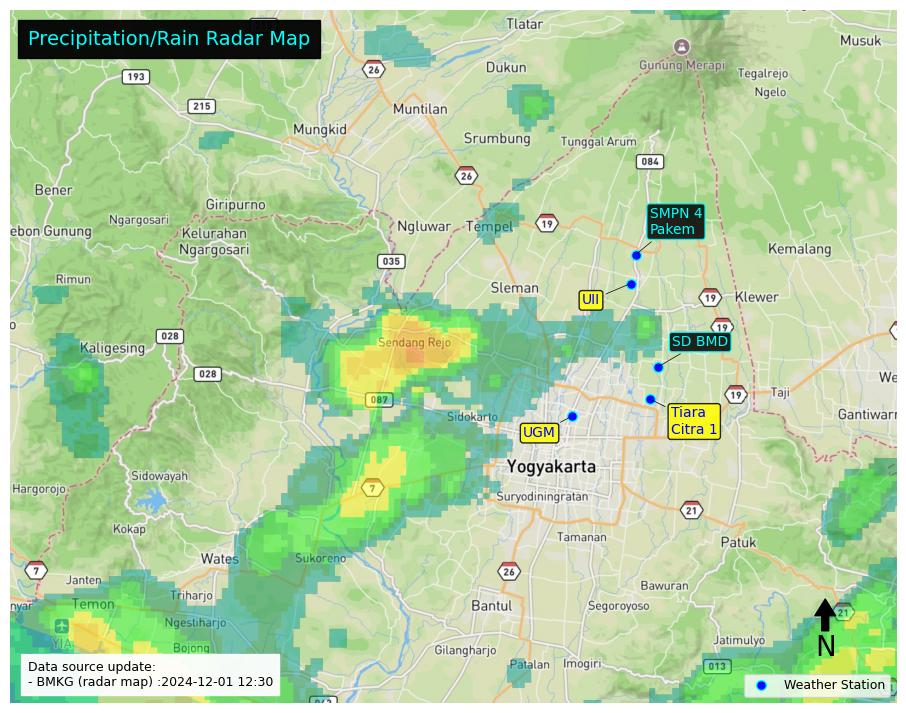 Precipitation/Rain Radar Map
Tlatar
Musuk
26
Gunung Merapi
193
Dukun
Tegalrejo
Ngelo
215
Muntilan
Mungkid
Srumbung
Tunggal Arum
084
26
Bener
Giripurno
SMPN 4
Pakem
Ngargosari
Ngluwar
Tempel
19
ebon Gunung
Kelurahan
Ngargosari
Kemalang
035
Rimun
Sleman
UII
19
Klewer
19
028
Kaligesing
Sendang Rejo
SD BMD
028
We
087
19
Taji
Sidokarto
Tiara
Citra 1
Gantiwarn
UGM
Yogyakarta
Sidowayah
Hargorojo
7
Suryodiningratan
21
Kokap
Tamanan
Patuk
Wates
Sukoreno
7
Janten
26
Bawuran
Triharjo
nyar
Temon
Bantul
Segoroyoso
21
Ngestiharjo
YIA
Jatimulyo
N
Bojong
Gilangharjo
Patalan
Imogiri
013
Data source update:
- BMKG (radar map) :2024-12-01 12:30
Weather Station